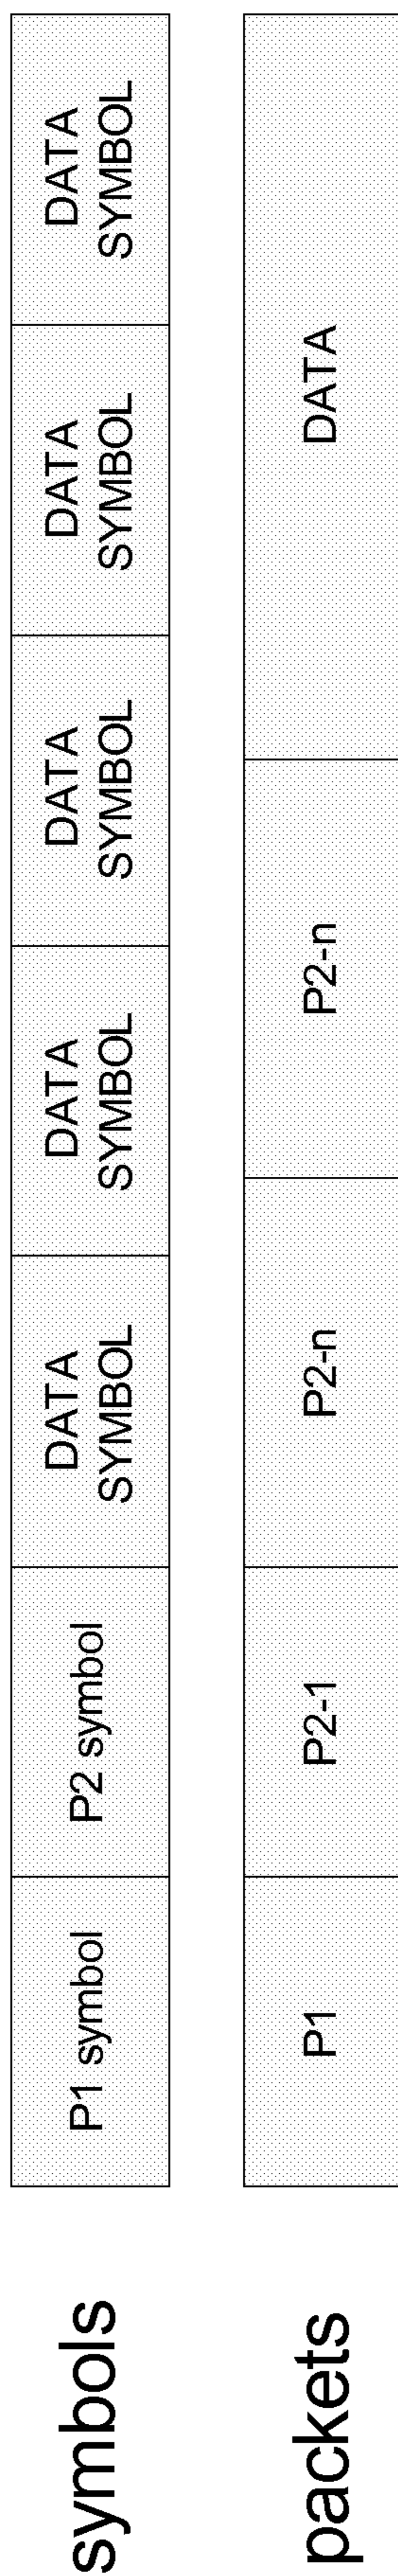 symbols
P1 symbol
P2 symbol
DATA
SYMBOL
DATA
SYMBOL
DATA
SYMBOL
DATA
SYMBOL
DATA
SYMBOL
packets
P1
P2-1
P2-n
P2-n
DATA